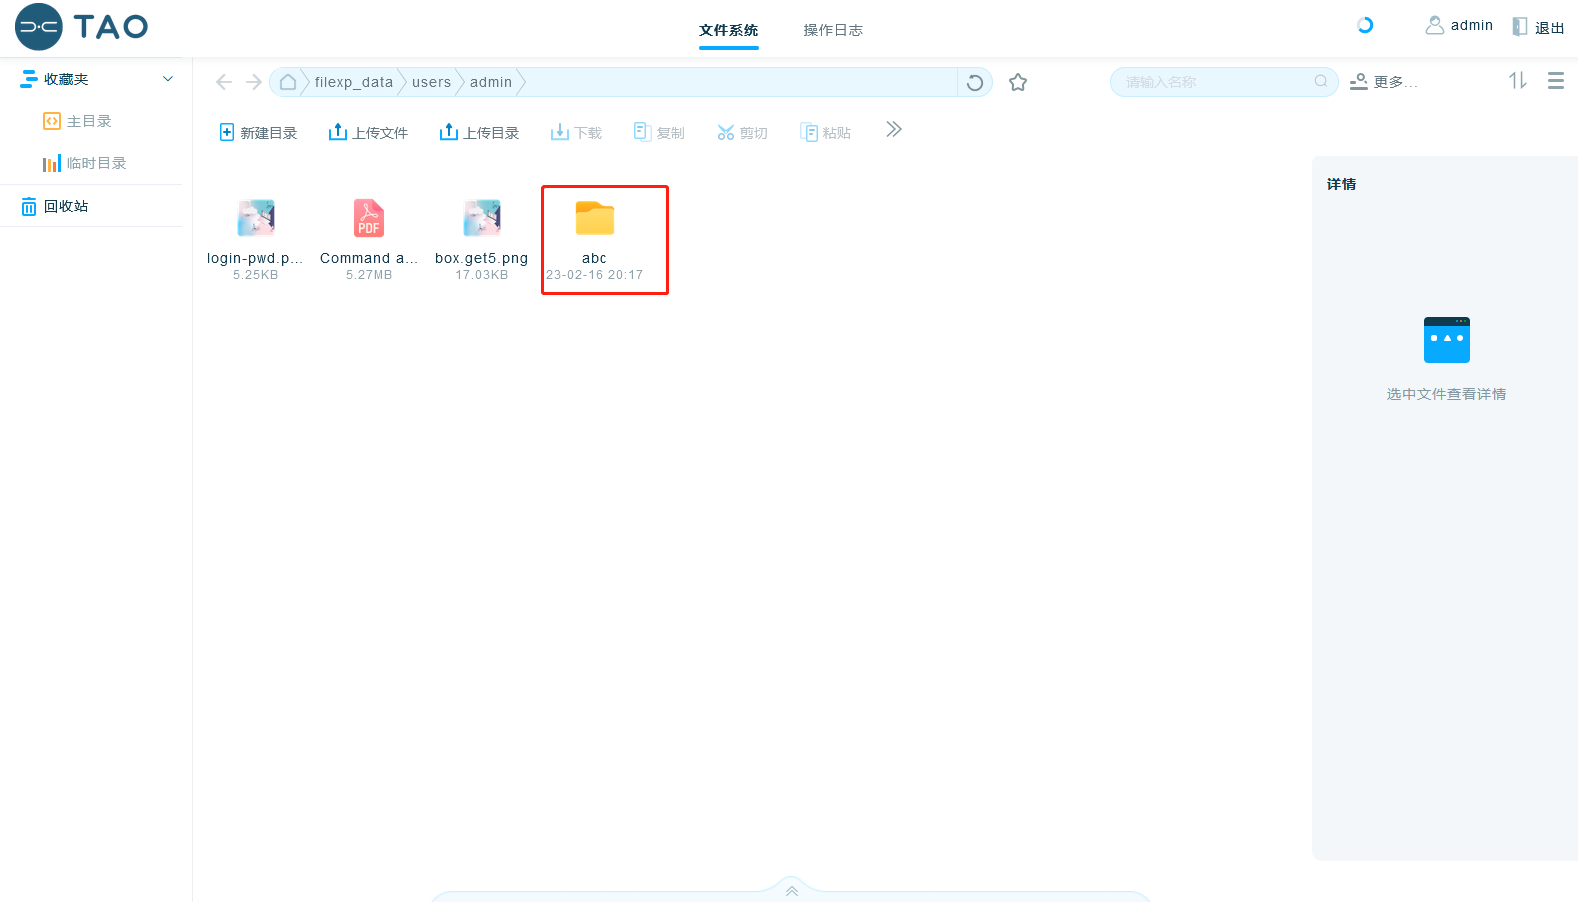 TAO
文件系统
操作日志
admin
退出
收藏夹
主目录
临时目录
回收站
filexp_data
users
admin
请输入名称
更多...
新建目录
上传文件
上传目录
下载
复制
剪切
粘贴
login-pwd.p...
5.25KB
PDF
Command a...
5.27MB
box.get5.png
17.03KB
abc
23-02-16 20:17
详情
选中文件查看详情